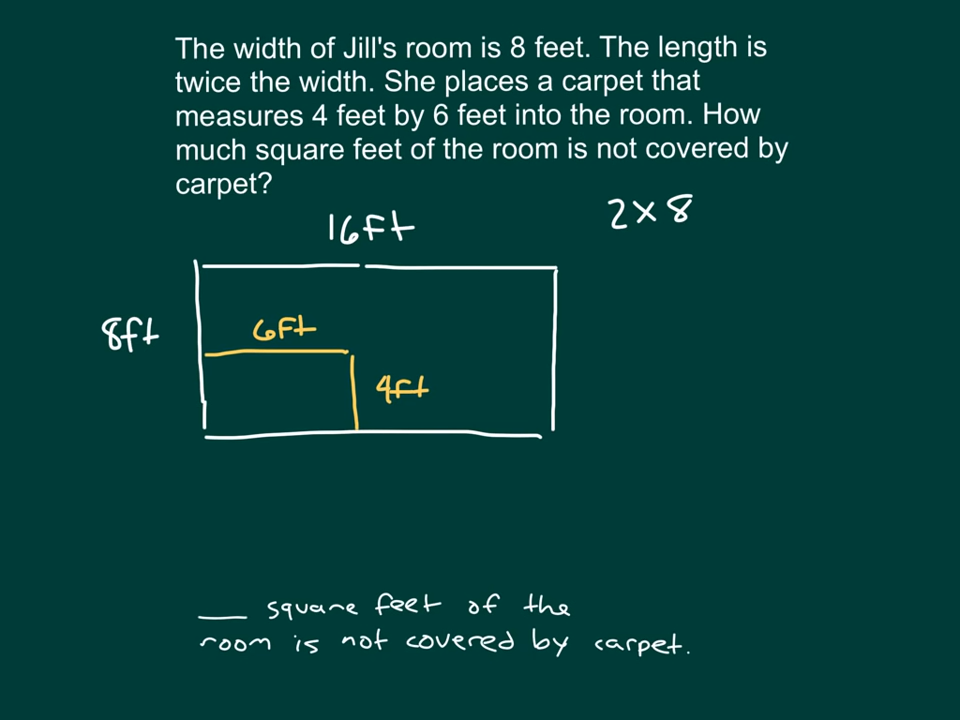 The width of Jill's room is 8 feet. The length is
twice the width. She places a carpet that
measures 4 feet by 6 feet into the room. How
much square feet of the room is not covered by
carpet?
2 x 8
16Ft
8ft
6Ft
4ft
___ square feet of the
room is not covered by carpet.